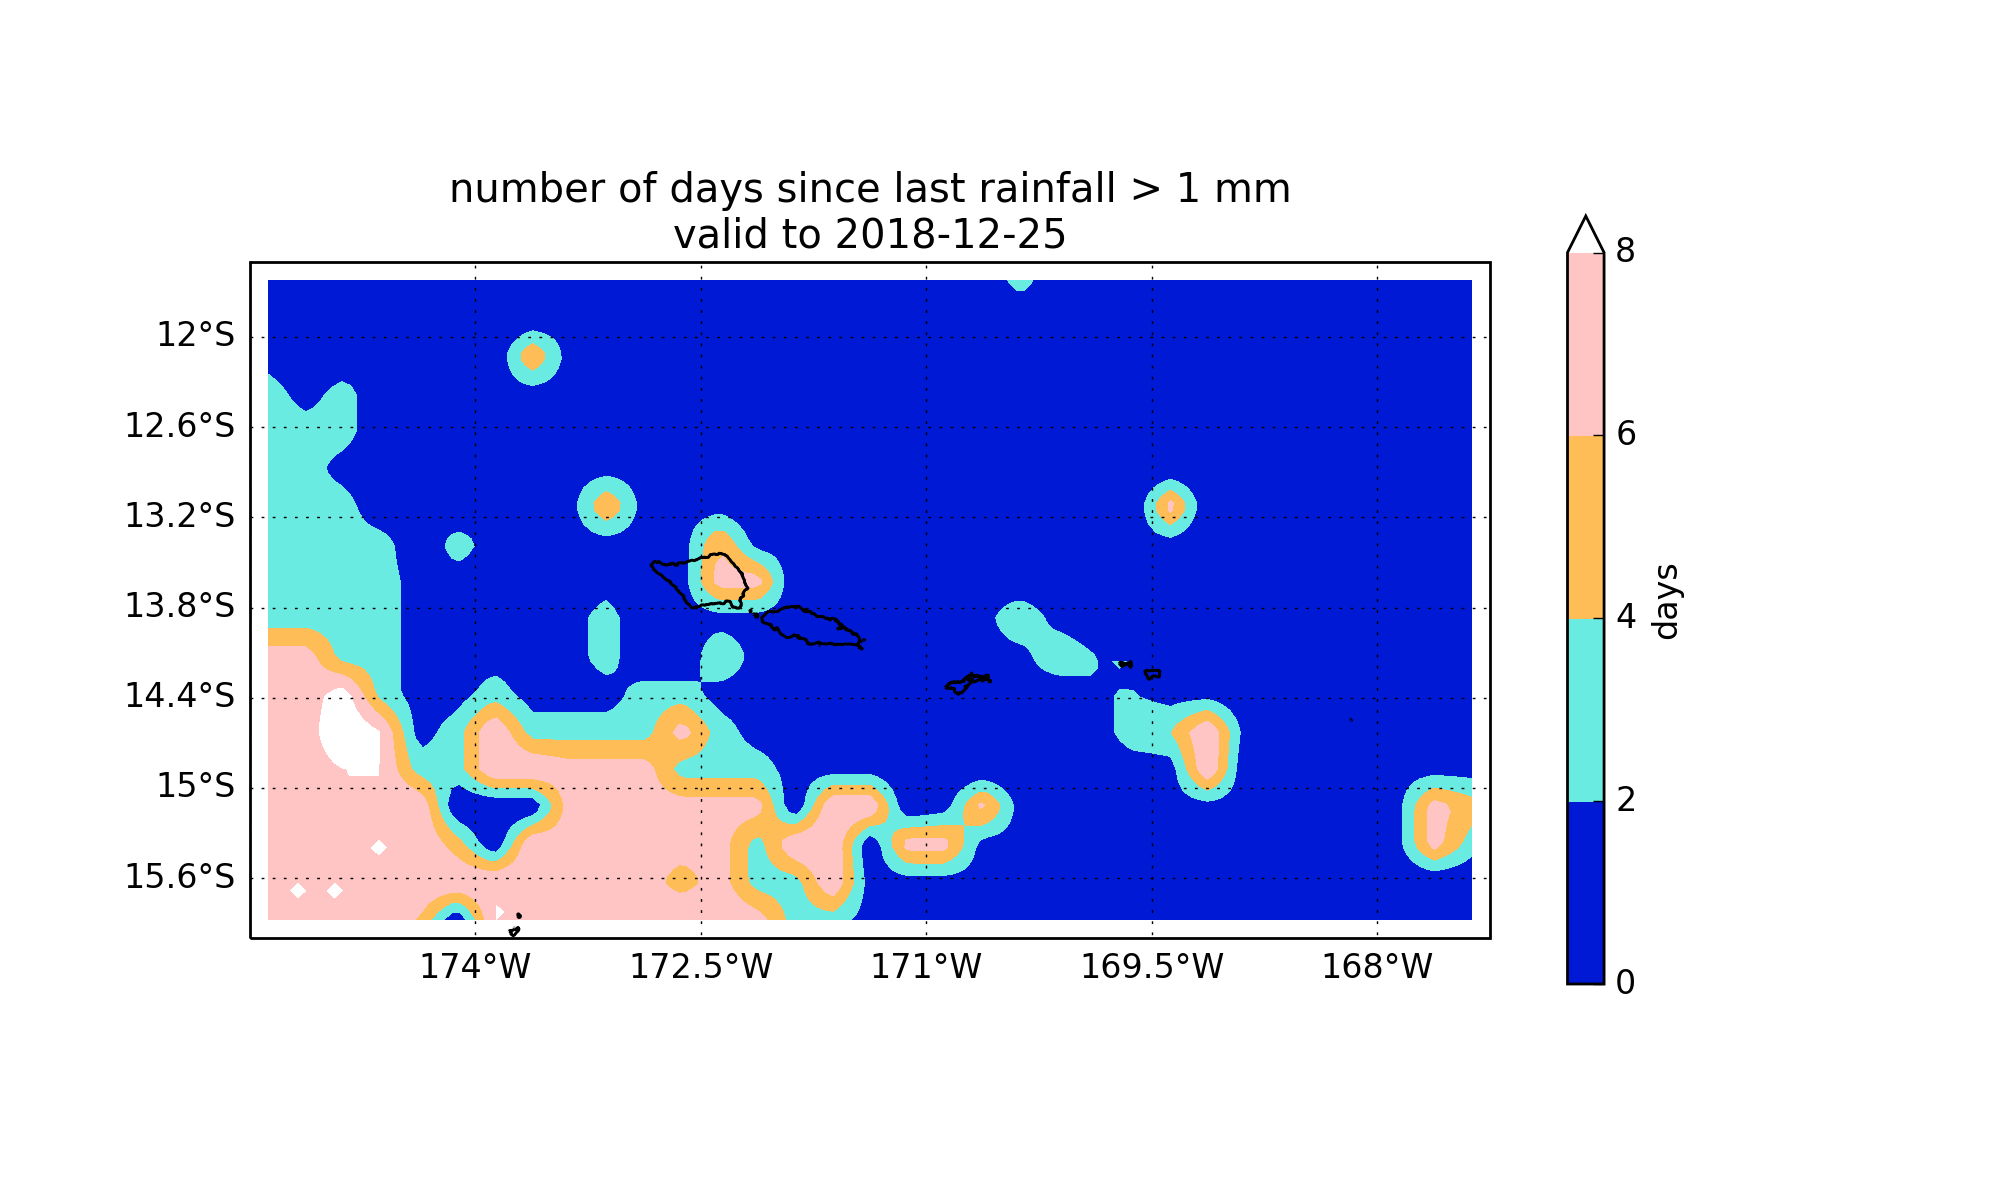 number of days since last rainfall > 1 mm
valid to 2018-12-25
12°S
12.6°S
13.2°S
13.8°S
14.4°S
15°S
15.6°S
174°W
172.5°W
171°W
169.5°W
168°W
8
6
4
2
0
days